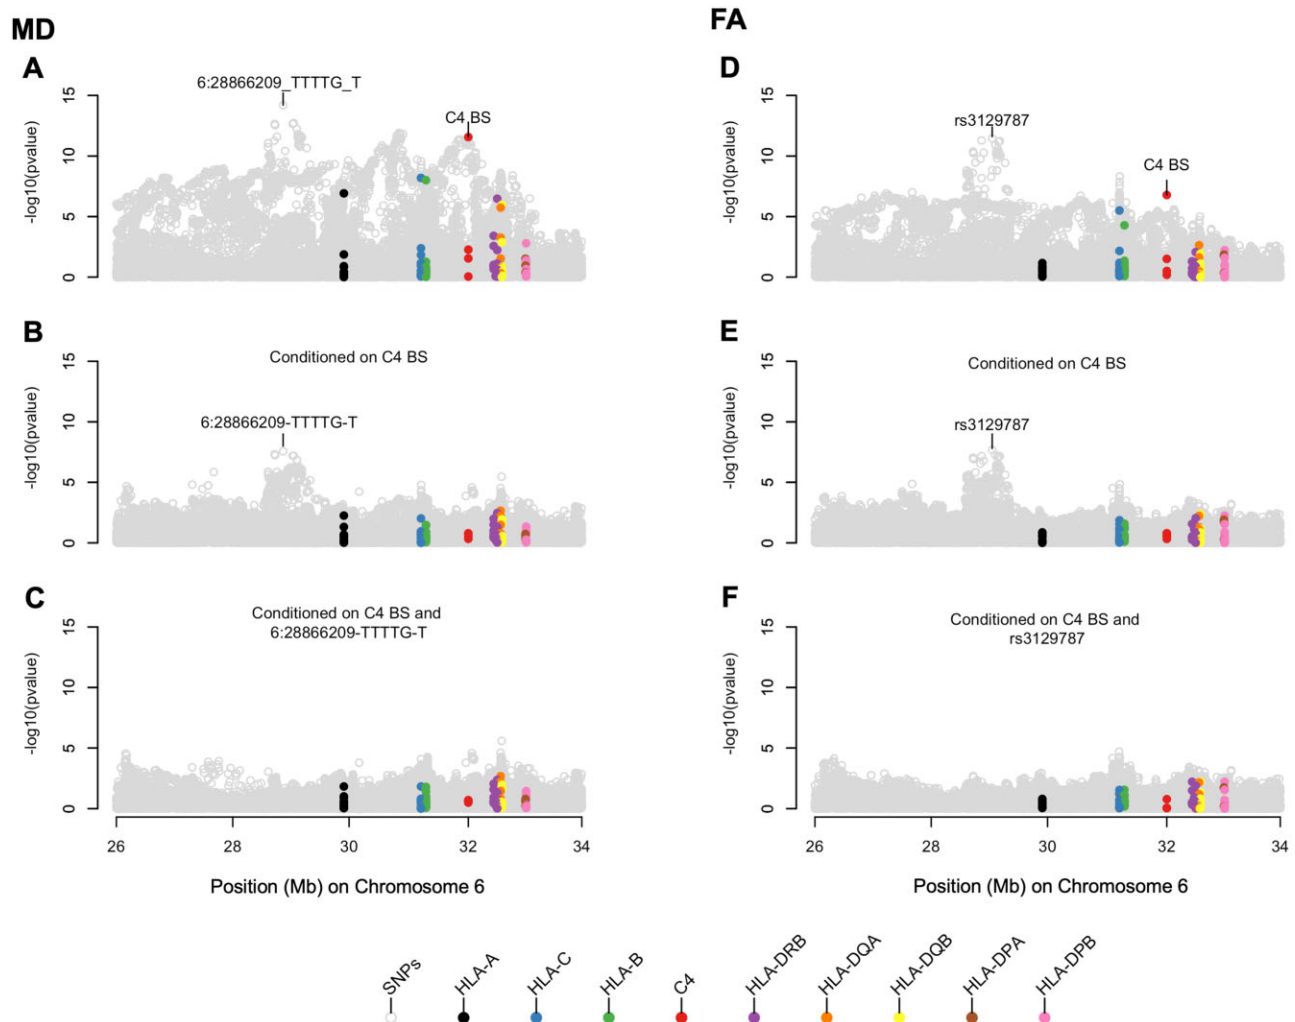 MD
FA
A
6:28866209_TTTTG_T
C4 BS
-log10(pvalue)
15
10
5
0
D
rs3129787
C4 BS
-log10(pvalue)
15
10
5
0
B
Conditioned on C4 BS
6:28866209-TTTTG-T
-log10(pvalue)
15
10
5
0
E
Conditioned on C4 BS
rs3129787
-log10(pvalue)
15
10
5
0
C
Conditioned on C4 BS and
6:28866209-TTTTG-T
-log10(pvalue)
15
10
5
0
26 28 30 32 34
Position (Mb) on Chromosome 6
F
Conditioned on C4 BS and
rs3129787
-log10(pvalue)
15
10
5
0
26 28 30 32 34
Position (Mb) on Chromosome 6
SNPs
HLA-A
HLA-C
HLA-B
C4
HLA-DRB
HLA-DQA
HLA-DQB
HLA-DPA
HLA-DPB